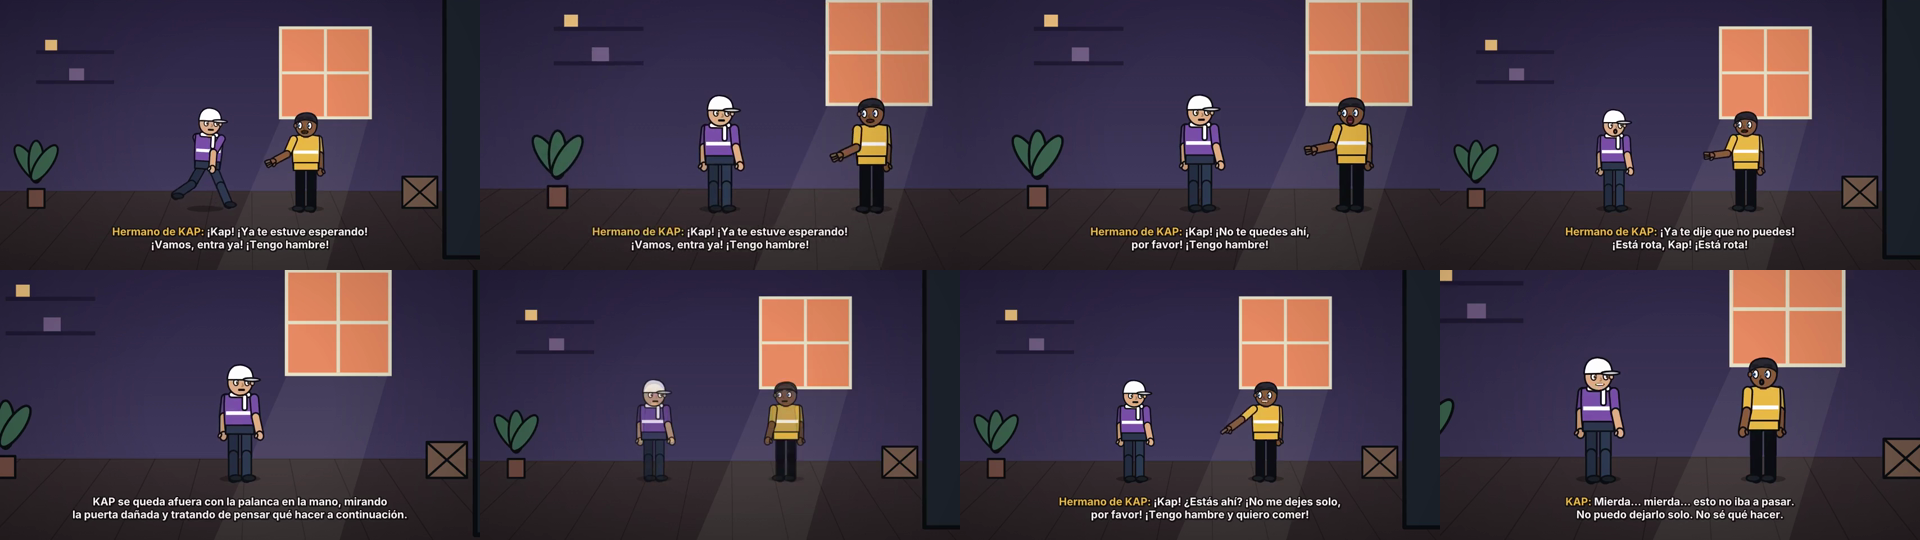 Hermano de KAP: ¡Kap! ¡Ya te estuve esperando!
¡Vamos, entra ya! ¡Tengo hambre!
Hermano de KAP: ¡Kap! ¡Ya te estuve esperando!
¡Vamos, entra ya! ¡Tengo hambre!
Hermano de KAP: ¡Kap! ¡No te quedes ahí,
por favor! ¡Tengo hambre!
Hermano de KAP: ¡Ya te dije que no puedes!
¡Está rota, Kap! ¡Está rota!
KAP se queda afuera con la palanca en la mano, mirando
la puerta dañada y tratando de pensar qué hacer a continuación.
Hermano de KAP: ¡Kap! ¿Estás ahí? ¡No me dejes solo,
por favor! ¡Tengo hambre y quiero comer!
KAP: Mierda... mierda... esto no iba a pasar.
No puedo dejarlo solo. No sé qué hacer.